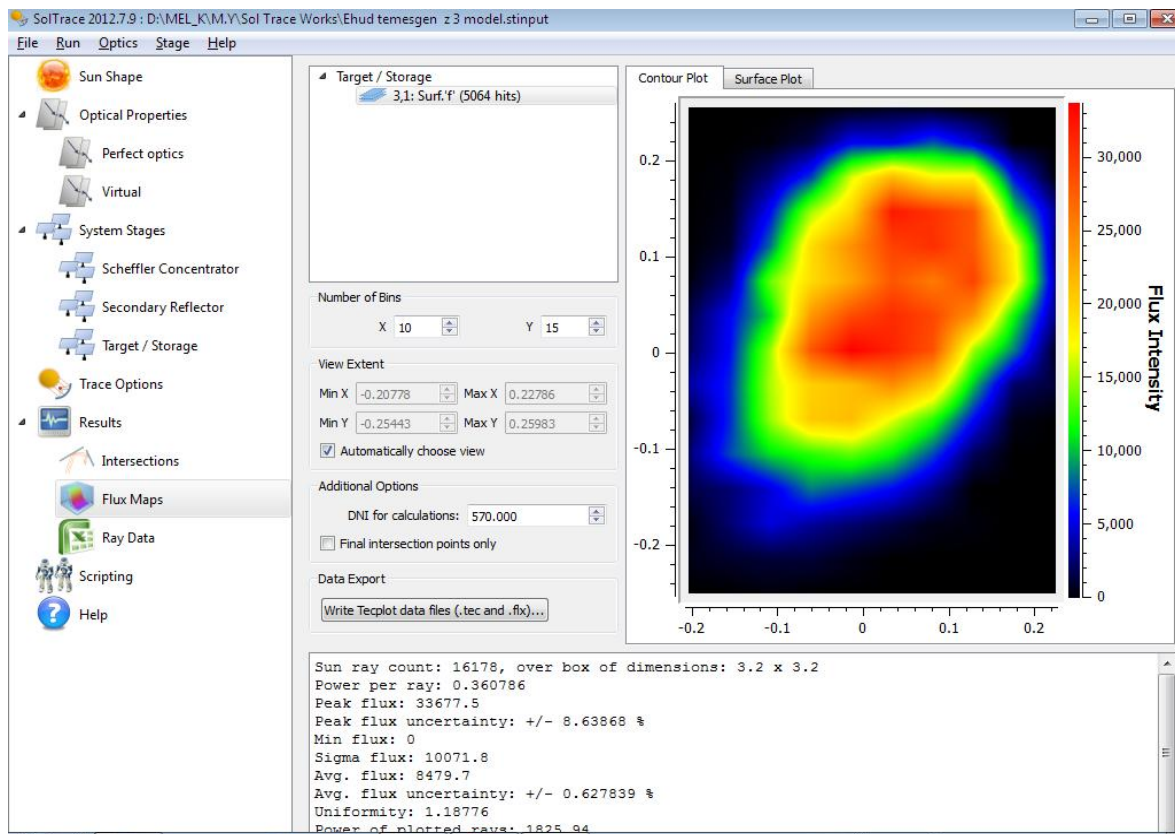 SolTrace 2012.7.9 : D:\MEL_K\M.Y\Sol Trace Works\Ehud temesgen z 3 model.stinput
File Run Optics Stage Help
Sun Shape
Optical Properties
Perfect optics
Virtual
System Stages
Scheffler Concentrator
Secondary Reflector
Target / Storage
Trace Options
Results
Intersections
Flux Maps
Ray Data
Scripting
Help
Target / Storage
3,1: Surf.'f' (5064 hits)
Number of Bins
X 10 Y 15
View Extent
Min X -0.20778 Max X 0.22786
Min Y -0.25443 Max Y 0.25983
Automatically choose view
Additional Options
DNI for calculations: 570.000
Final intersection points only
Data Export
Write Tecplot data files (.tec and .flx)...
Contour Plot Surface Plot
0.2
0.1
0
-0.1
-0.2
-0.2 -0.1 0 0.1 0.2
30,000
25,000
20,000
15,000
10,000
5,000
0
Flux Intensity
Sun ray count: 16178, over box of dimensions: 3.2 x 3.2
Power per ray: 0.360786
Peak flux: 33677.5
Peak flux uncertainty: +/- 8.63868 %
Min flux: 0
Sigma flux: 10071.8
Avg. flux: 8479.7
Avg. flux uncertainty: +/- 0.627839 %
Uniformity: 1.18776
Power of plotted rays: 1825.94